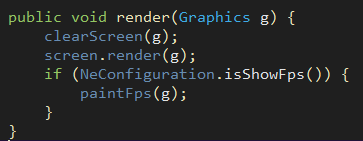 public void render(Graphics g) {
    clearScreen(g);
    screen.render(g);
    if (NeConfiguration.isShowFps()) {
        paintFps(g);
    }
}